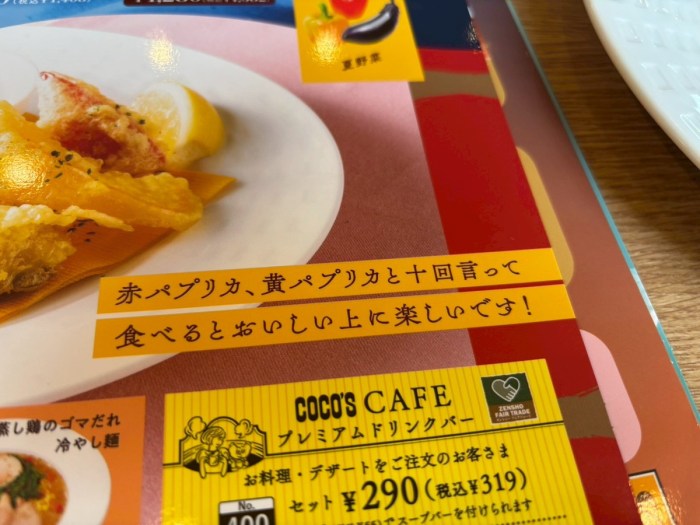 夏野菜
赤パプリカ、黄パプリカと十回言って
食べるとおいしい上に楽しいです！
COCO'S CAFE
プレミアムドリンクバー
ZENSHO
FAIR TRADE
お料理・デザートをご注文のお客さま
セット¥290(税込¥319)
No.
蒸し鶏のゴマだれ
冷やし麺
でスープバーを付けられます